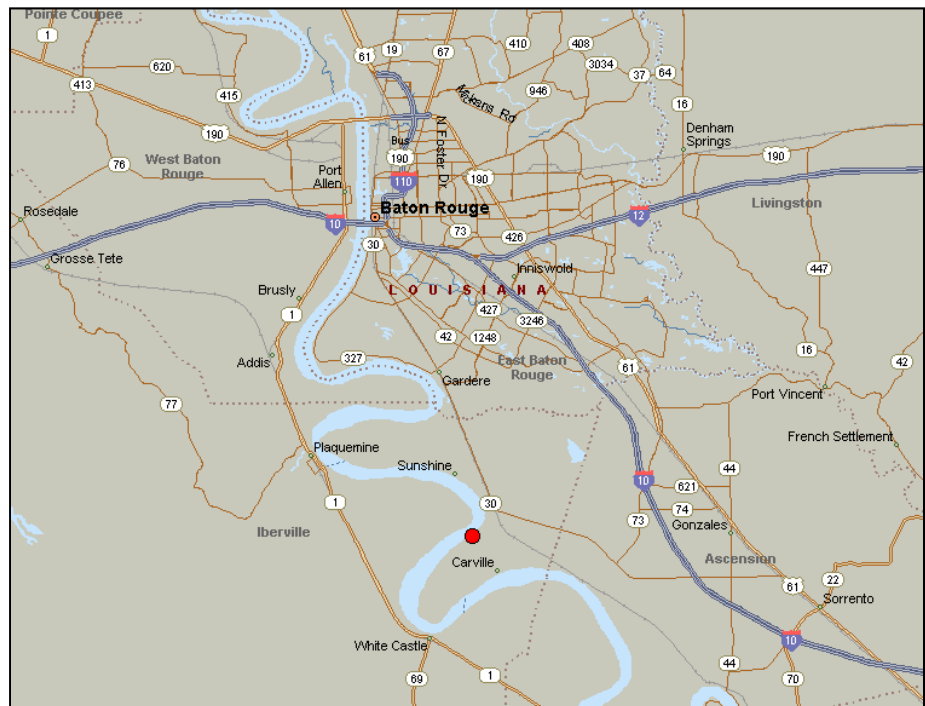 Pointe Coupee
1
61
19
67
410
408
3034
37
64
620
413
415
946
Mckens Rd
16
190
N Foster Dr
190
Bus
190
Denham
Springs
190
76
West Baton
Rouge
Port
Allen
110
190
Rosedale
Baton Rouge
10
12
Livingston
30
73
426
Grosse Tete
Inniswold
447
Brusly
LOUISIANA
1
427
3246
42
1248
16
Addis
327
East Baton
Rouge
61
42
Gardere
Port Vincent
77
French Settlement
Plaquemine
Sunshine
44
10
621
1
30
74
73
Gonzales
Iberville
Ascension
Carville
22
61
Sorrento
White Castle
10
44
69
1
70